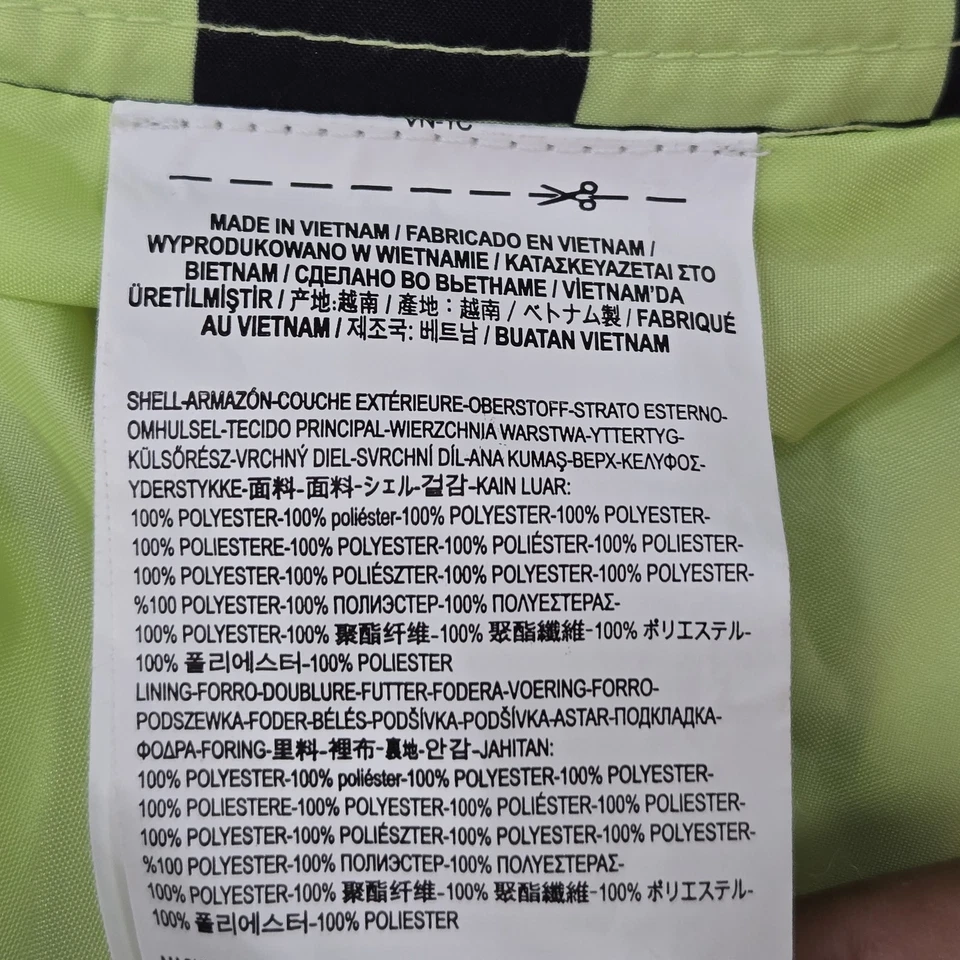 VN-1C
MADE IN VIETNAM / FABRICADO EN VIETNAM /
WYPRODUKOWANO W WIETNAMIE / ΚΑΤΑΣΚΕΥΑΖΕΤΑΙ ΣΤΟ
ΒΙΕΤΝΑΜ / СДЕЛАНО ВО ВЬЕТНАМЕ / VİETNAM'DA
ÜRETİLMİŞTİR / 产地:越南 / 產地：越南 / ベトナム製 / FABRIQUÉ
AU VIETNAM / 제조국: 베트남 / BUATAN VIETNAM
SHELL-ARMAZÓN-COUCHE EXTÉRIEURE-OBERSTOFF-STRATO ESTERNO-
OMHULSEL-TECIDO PRINCIPAL-WIERZCHNIA WARSTWA-YTTERTYG-
KÜLSŐRÉSZ-VRCHNÝ DIEL-SVRCHNÍ DÍL-ANA KUMAŞ-ВЕРХ-ΚΕΛΥΦΟΣ-
YDERSTYKKE-面料-面料-シェル-겉감-KAIN LUAR:
100% POLYESTER-100% poliéster-100% POLYESTER-100% POLYESTER-
100% POLIESTERE-100% POLYESTER-100% POLIÉSTER-100% POLIESTER-
100% POLYESTER-100% POLIÉSZTER-100% POLYESTER-100% POLYESTER-
%100 POLYESTER-100% ПОЛИЭСТЕР-100% ΠΟΛΥΕΣΤΕΡΑΣ-
100% POLYESTER-100% 聚酯纤维-100% 聚酯纖維-100% ポリエステル-
100% 폴리에스터-100% POLIESTER
LINING-FORRO-DOUBLURE-FUTTER-FODERA-VOERING-FORRO-
PODSZEWKA-FODER-BÉLÉS-PODŠÍVKA-PODŠÍVKA-ASTAR-ПОДКЛАДКА-
ΦΟΔΡΑ-FORING-里料-裡布-裏地-안감-JAHITAN:
100% POLYESTER-100% poliéster-100% POLYESTER-100% POLYESTER-
100% POLIESTERE-100% POLYESTER-100% POLIÉSTER-100% POLIESTER-
100% POLYESTER-100% POLIÉSZTER-100% POLYESTER-100% POLYESTER-
%100 POLYESTER-100% ПОЛИЭСТЕР-100% ΠΟΛΥΕΣΤΕΡΑΣ-
100% POLYESTER-100% 聚酯纤维-100% 聚酯纖維-100% ポリエステル-
100% 폴리에스터-100% POLIESTER